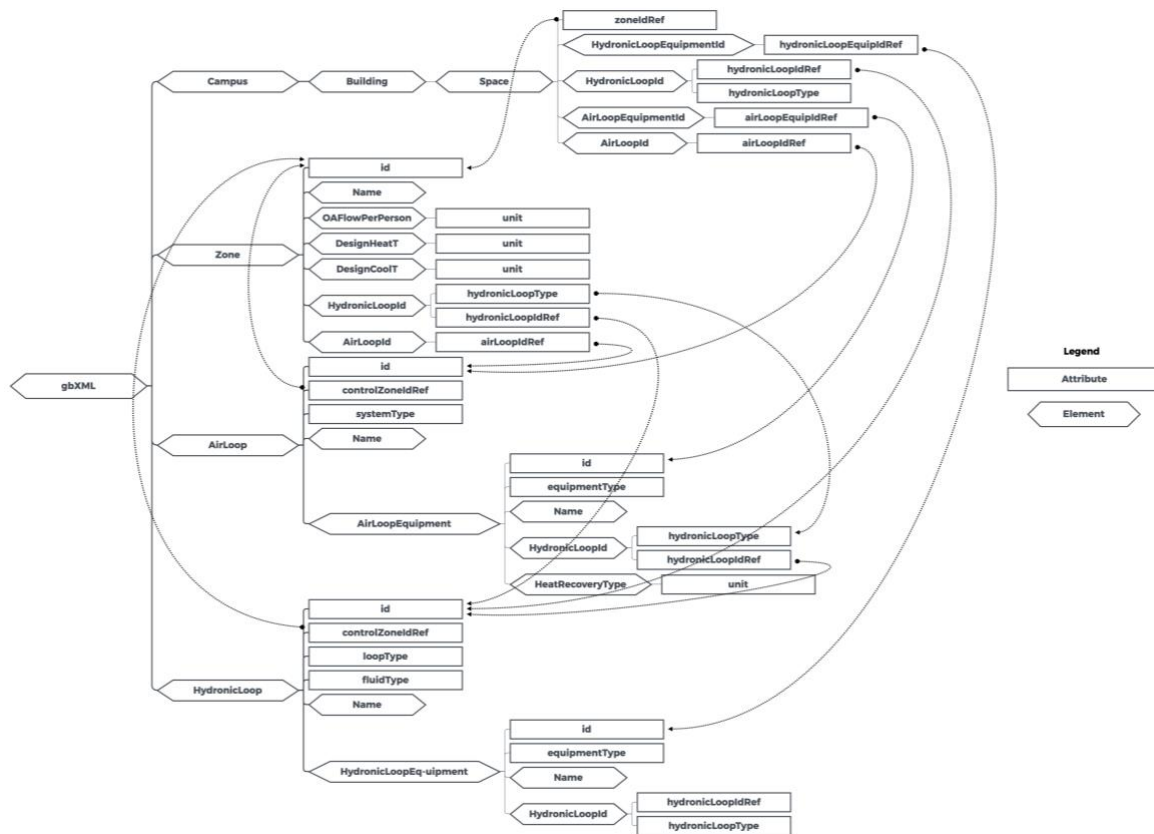 zoneIdRef
HydronicLoopEquipmentId
hydronicLoopEquipIdRef
Campus
Building
Space
HydronicLoopId
hydronicLoopIdRef
hydronicLoopType
AirLoopEquipmentId
airLoopEquipIdRef
AirLoopId
airLoopIdRef
id
Name
OAFlowPerPerson
unit
Zone
DesignHeatT
unit
DesignCoolT
unit
HydronicLoopId
hydronicLoopType
hydronicLoopIdRef
AirLoopId
airLoopIdRef
gbXML
id
controlZoneIdRef
systemType
AirLoop
Name
AirLoopEquipment
id
equipmentType
Name
HydronicLoopId
hydronicLoopType
hydronicLoopIdRef
HeatRecoveryType
unit
id
controlZoneIdRef
loopType
fluidType
HydronicLoop
Name
HydronicLoopEq-uipment
id
equipmentType
Name
HydronicLoopId
hydronicLoopIdRef
hydronicLoopType
Legend
Attribute
Element